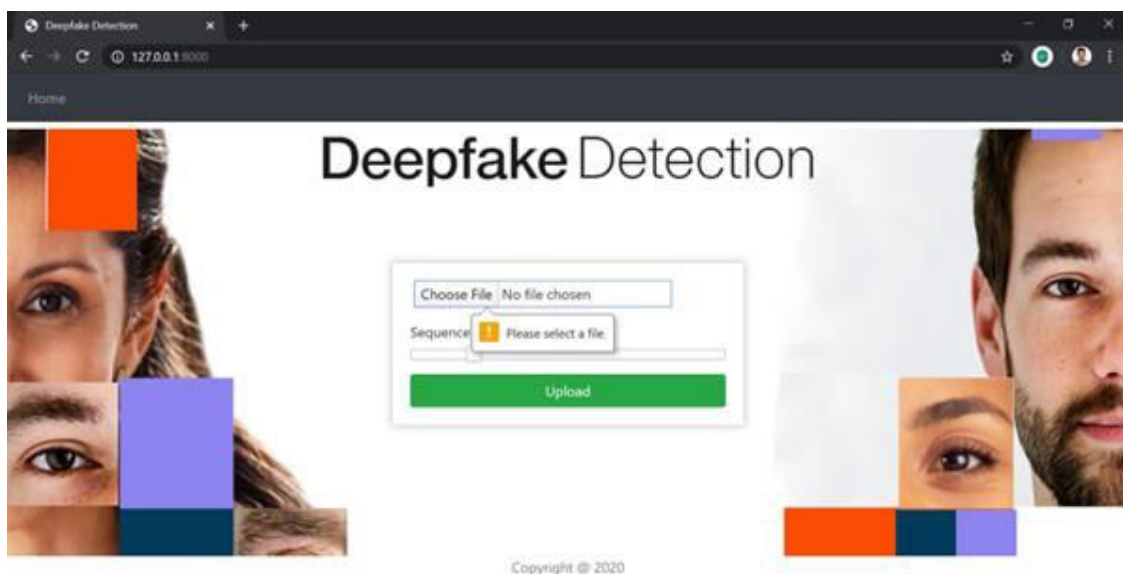 Deepfake Detection
127.0.0.1:8000
Home
Deepfake Detection
Choose File No file chosen
Sequence
Please select a file.
Upload
Copyright @ 2020